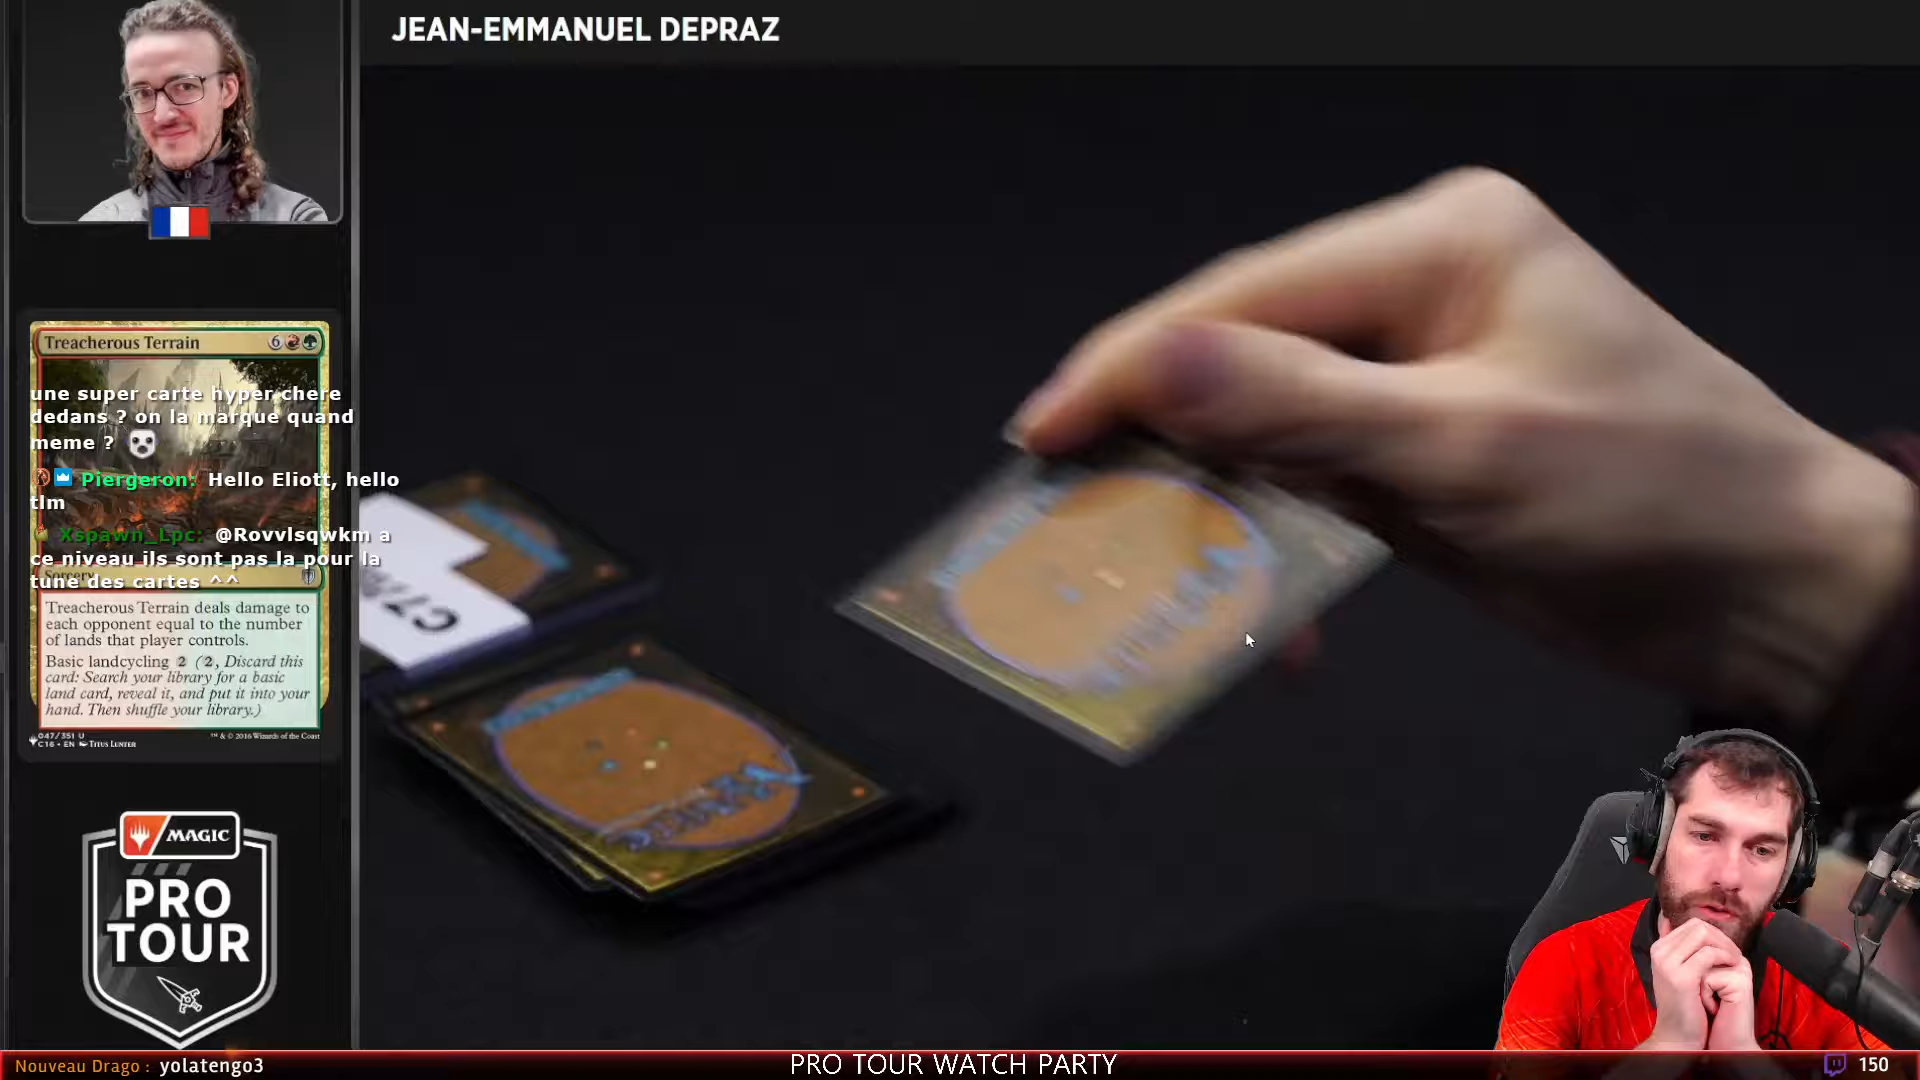 JEAN-EMMANUEL DEPRAZ
Treacherous Terrain 6
une super carte hyper chere
dedans ? on la marque quand
meme ?
Piergeron: Hello Eliott, hello
tlm
Xspawn_Lpc: @Rovvlsqwkm a
ce niveau ils sont pas la pour la
tune des cartes ^^
Sorcery
Treacherous Terrain deals damage to
each opponent equal to the number
of lands that player controls.
Basic landcycling 2 (2, Discard this
card: Search your library for a basic
land card, reveal it, and put it into your
hand. Then shuffle your library.)
047/351 U
C16 • EN Titus Lunter
™ & © 2016 Wizards of the Coast
MAGIC
PRO
TOUR
Nouveau Drago : yolatengo3
PRO TOUR WATCH PARTY
150